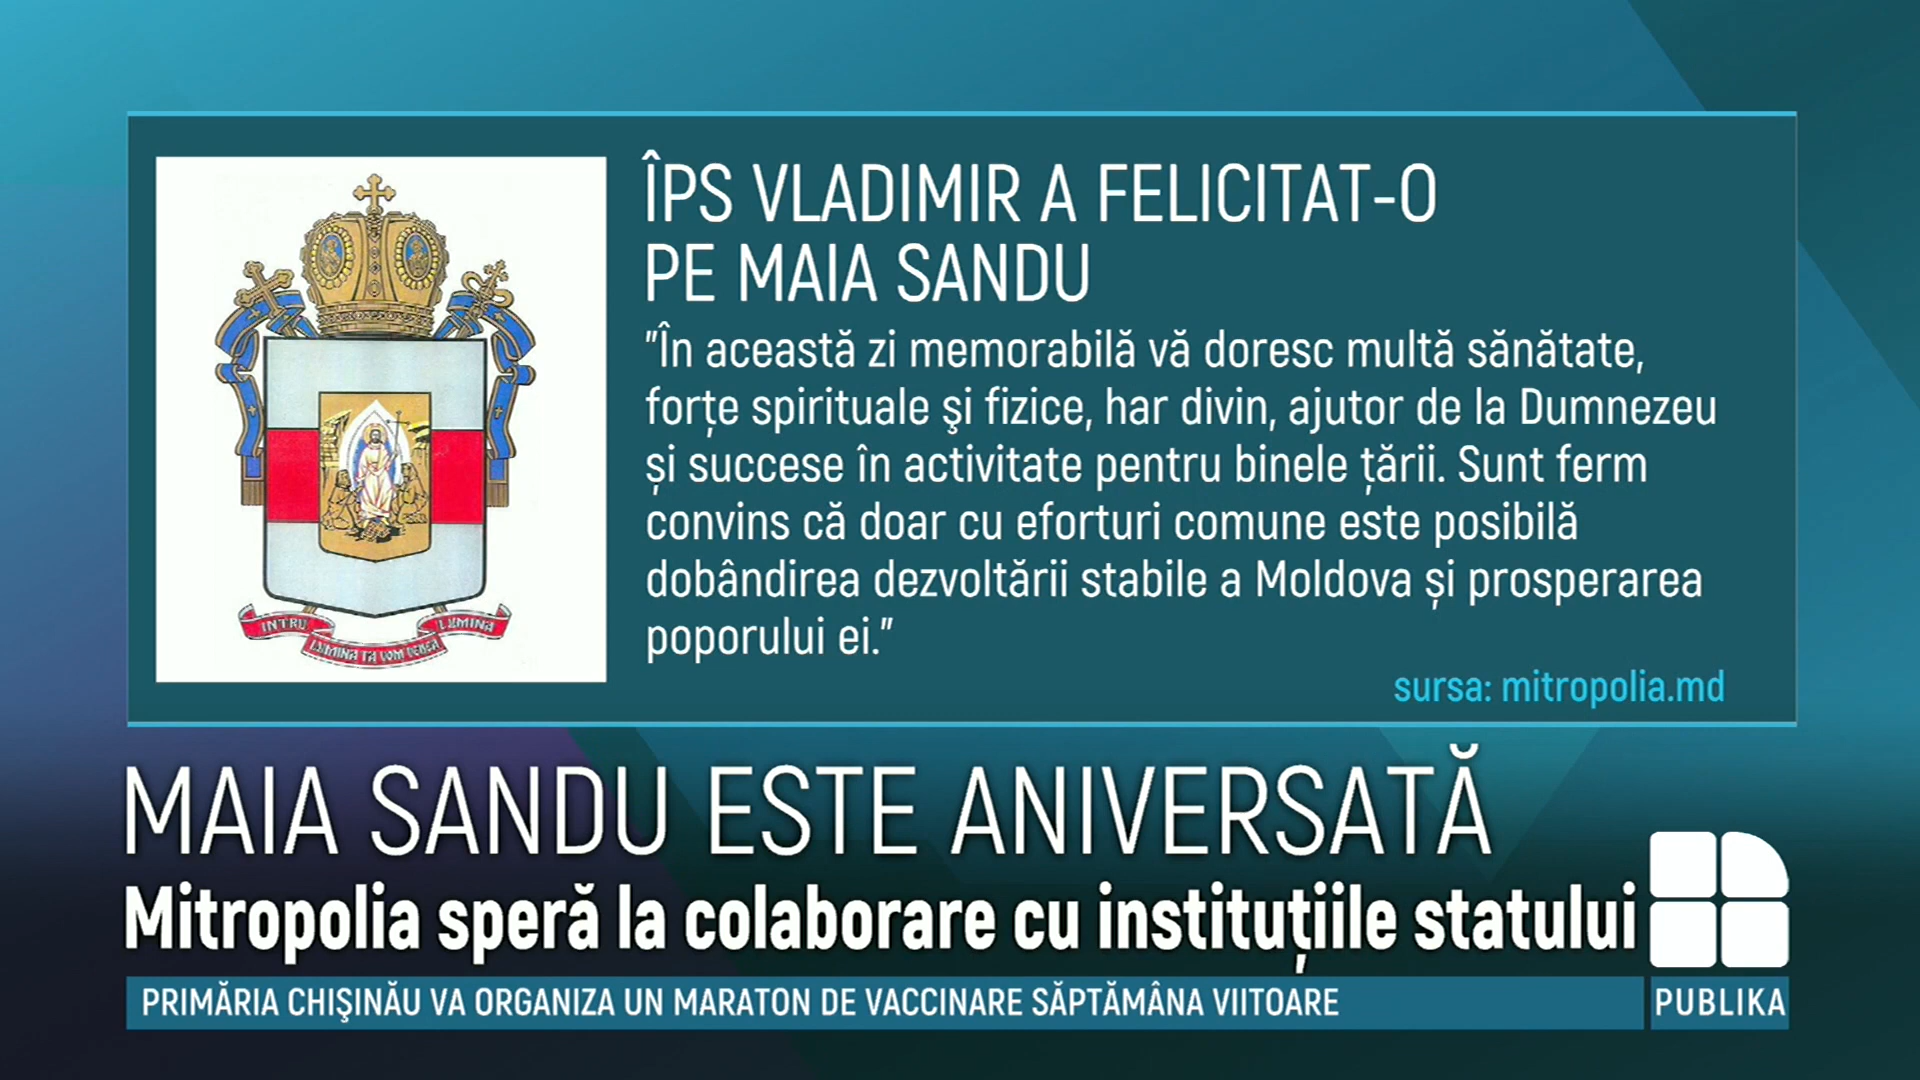 ÎPS VLADIMIR A FELICITAT-O
PE MAIA SANDU
"În această zi memorabilă vă doresc multă sănătate,
forțe spirituale şi fizice, har divin, ajutor de la Dumnezeu
și succese în activitate pentru binele țării. Sunt ferm
convins că doar cu eforturi comune este posibilă
dobândirea dezvoltării stabile a Moldova și prosperarea
poporului ei."
sursa: mitropolia.md
INTRU
LUMINA TA VOM VEDEA
LUMINA
MAIA SANDU ESTE ANIVERSATĂ
Mitropolia speră la colaborare cu instituțiile statului
PRIMĂRIA CHIŞINĂU VA ORGANIZA UN MARATON DE VACCINARE SĂPTĂMÂNA VIITOARE
PUBLIKA